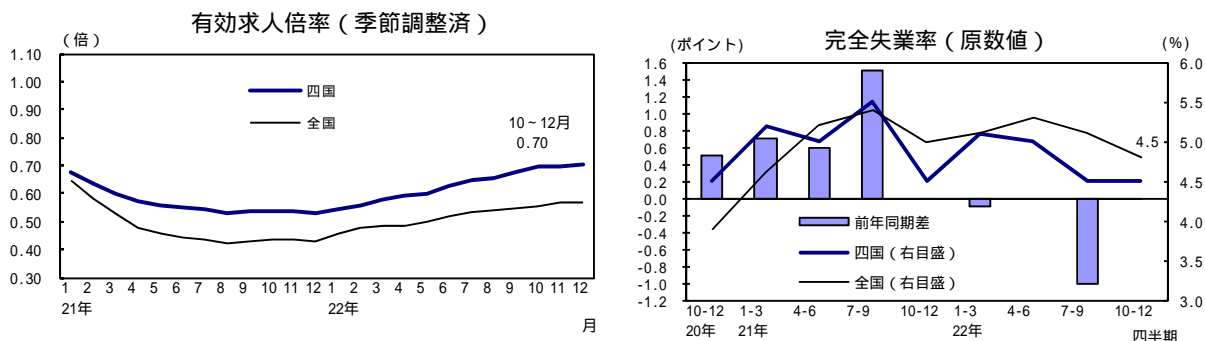 有効求人倍率（季節調整済）
（倍）
1.10
1.00
0.90
0.80
0.70
0.60
0.50
0.40
0.30
四国
全国
10～12月
0.70
1 2 3 4 5 6 7 8 9 10 11 12 1 2 3 4 5 6 7 8 9 10 11 12
21年 22年
月
完全失業率（原数値）
(ポイント) (%)
1.6 6.0
1.4
1.2 5.5
1.0
0.8 5.0
0.6
0.4
0.2 4.5
0.0
-0.2 4.0
-0.4
-0.6 3.5
-0.8
-1.0
-1.2 3.0
4.5
前年同期差
四国（右目盛）
全国（右目盛）
10-12 1-3 4-6 7-9 10-12 1-3 4-6 7-9 10-12
20年 21年 22年
四半期